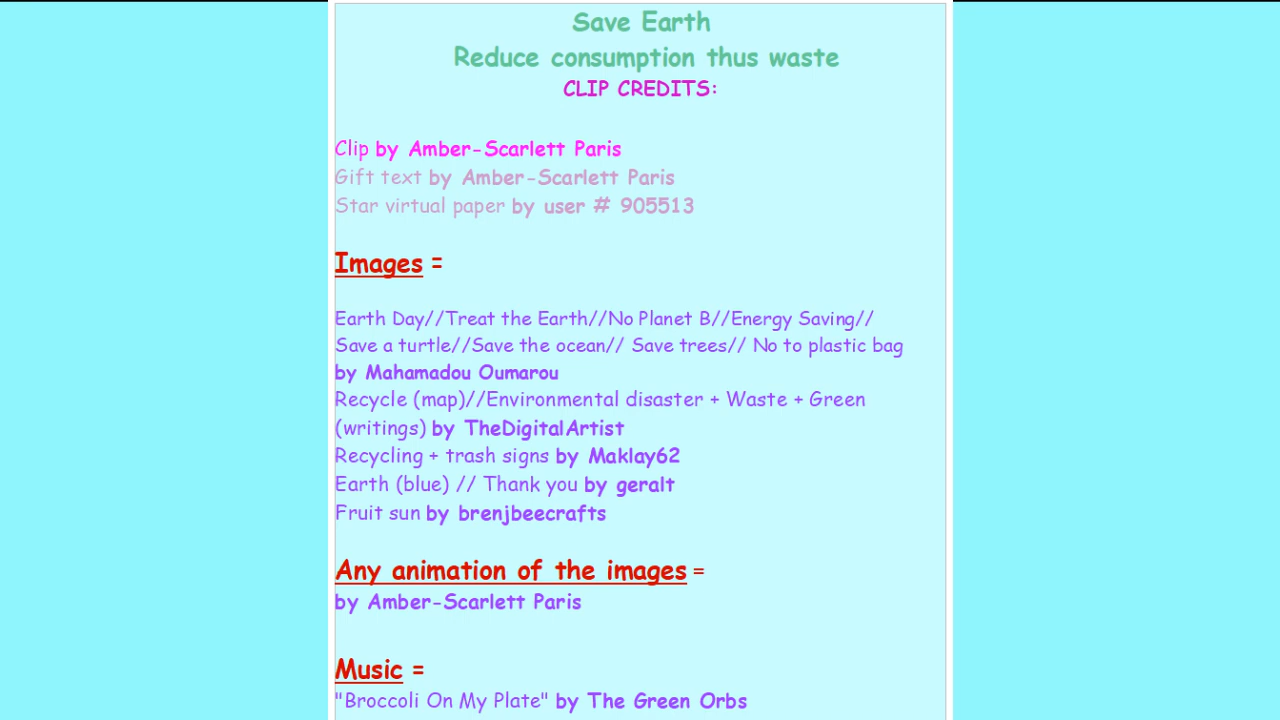 Save Earth
Reduce consumption thus waste
CLIP CREDITS:
Clip by Amber-Scarlett Paris
Gift text by Amber-Scarlett Paris
Star virtual paper by user # 905513
Images =
Earth Day//Treat the Earth//No Planet B//Energy Saving//
Save a turtle//Save the ocean// Save trees// No to plastic bag
by Mahamadou Oumarou
Recycle (map)//Environmental disaster + Waste + Green
(writings) by TheDigitalArtist
Recycling + trash signs by Maklay62
Earth (blue) // Thank you by geralt
Fruit sun by brenjbeecrafts
Any animation of the images =
by Amber-Scarlett Paris
Music =
"Broccoli On My Plate" by The Green Orbs